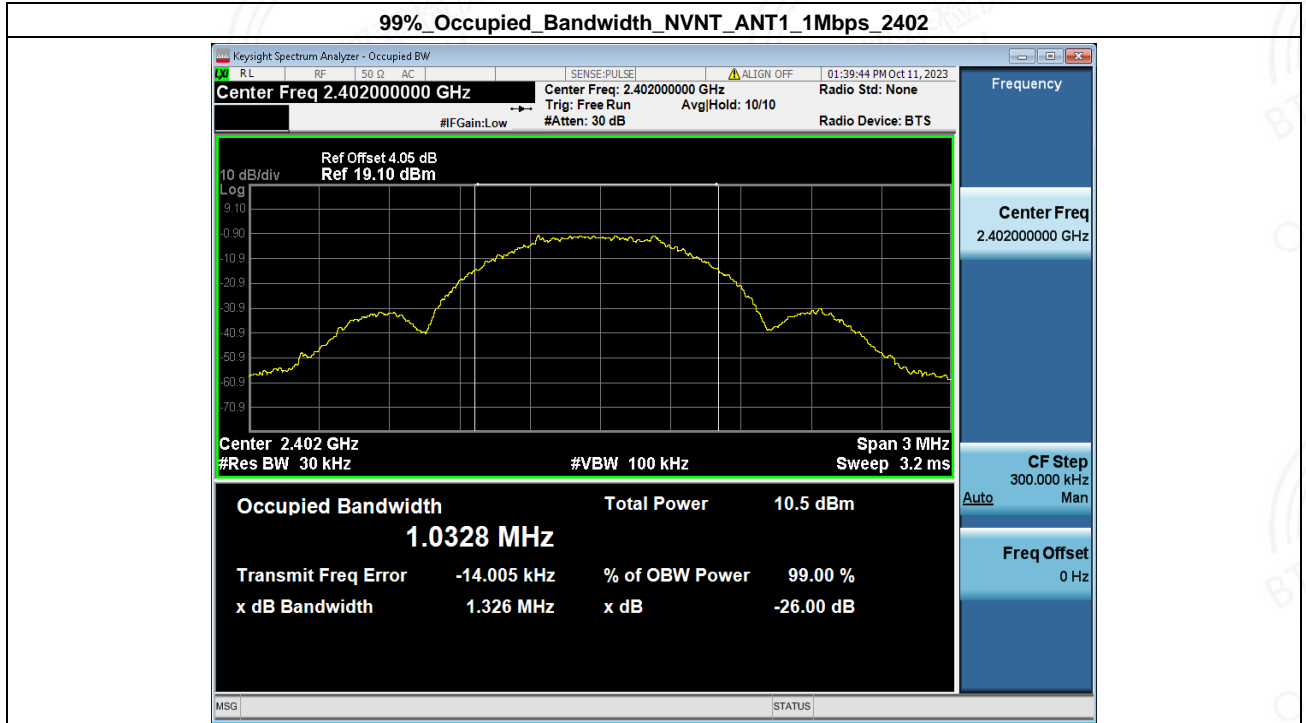 99%_Occupied_Bandwidth_NVNT_ANT1_1Mbps_2402
Keysight Spectrum Analyzer - Occupied BW
LXI RL RF 50 Ω AC SENSE:PULSE ALIGN OFF 01:39:44 PM Oct 11, 2023
Center Freq 2.402000000 GHz
Center Freq: 2.402000000 GHz
Radio Std: None
Trig: Free Run Avg|Hold: 10/10
#IFGain:Low
#Atten: 30 dB
Radio Device: BTS
Frequency
Ref Offset 4.05 dB
10 dB/div Ref 19.10 dBm
Log
9.10
-0.90
-10.9
-20.9
-30.9
-40.9
-50.9
-60.9
-70.9
Center 2.402 GHz Span 3 MHz
#Res BW 30 kHz #VBW 100 kHz Sweep 3.2 ms
Center Freq
2.402000000 GHz
CF Step
300.000 kHz
Auto Man
Freq Offset
0 Hz
Occupied Bandwidth Total Power 10.5 dBm
1.0328 MHz
Transmit Freq Error -14.005 kHz % of OBW Power 99.00 %
x dB Bandwidth 1.326 MHz x dB -26.00 dB
MSG STATUS